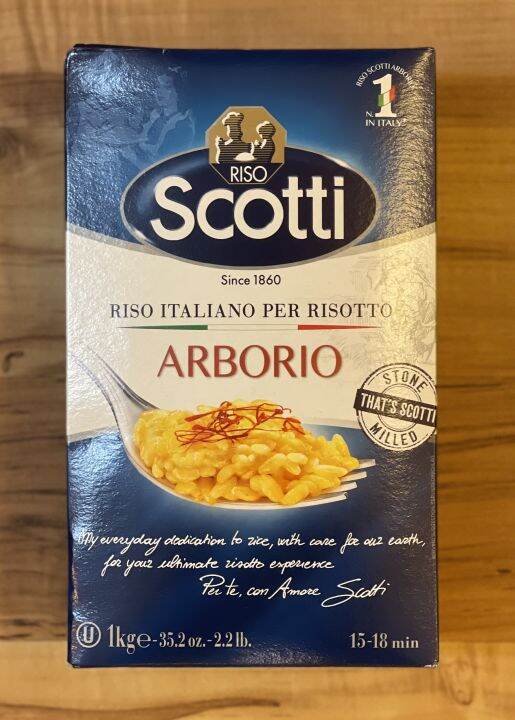 RISO SCOTTI ARBORIO
N. 1
IN ITALY*
RISO
Scotti
Since 1860
RISO ITALIANO PER RISOTTO
ARBORIO
STONE
THAT'S SCOTTI
MILLED
My everyday dedication to rice, with care for our earth,
for your ultimate risotto experience
Per te, con Amore Scotti
U 1kg e - 35.2 oz. - 2.2 lb.
15-18 min